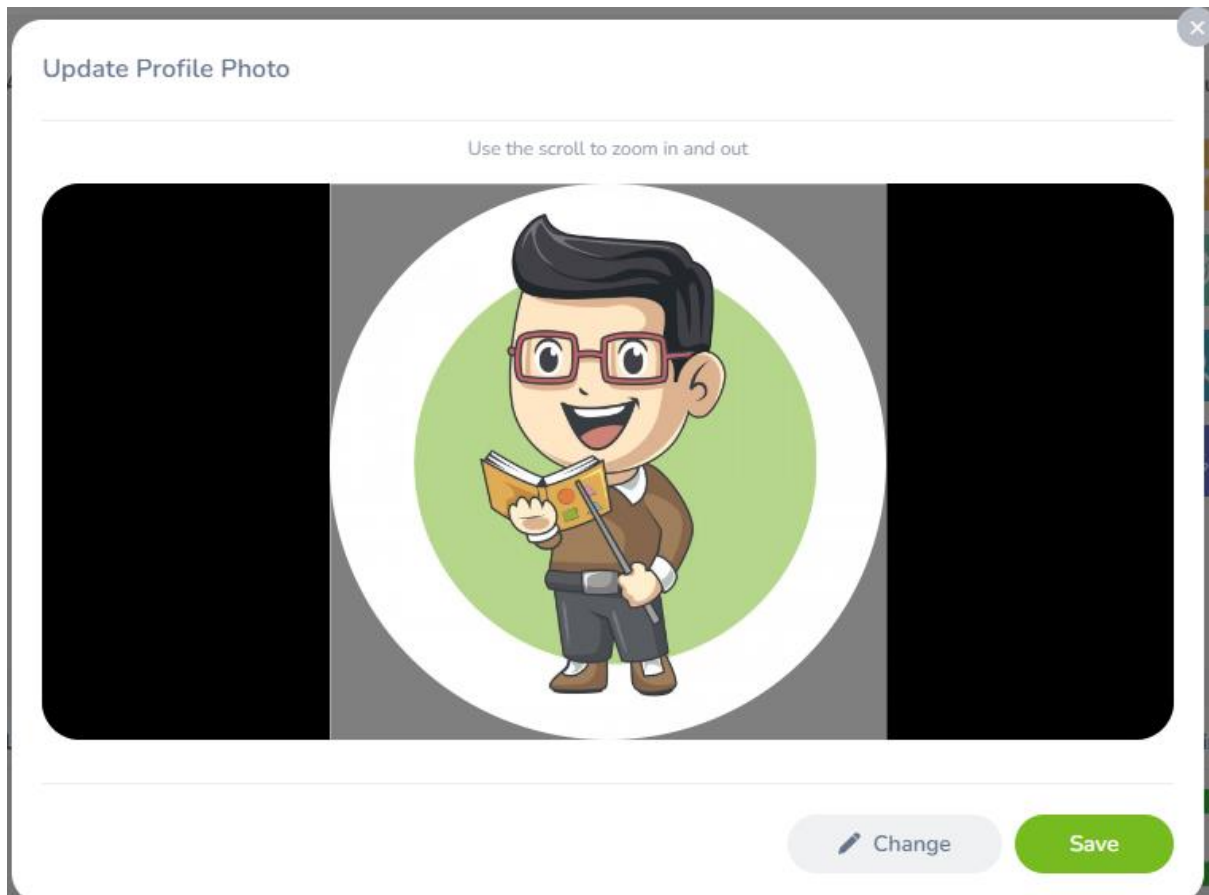 Update Profile Photo
Use the scroll to zoom in and out
Change
Save